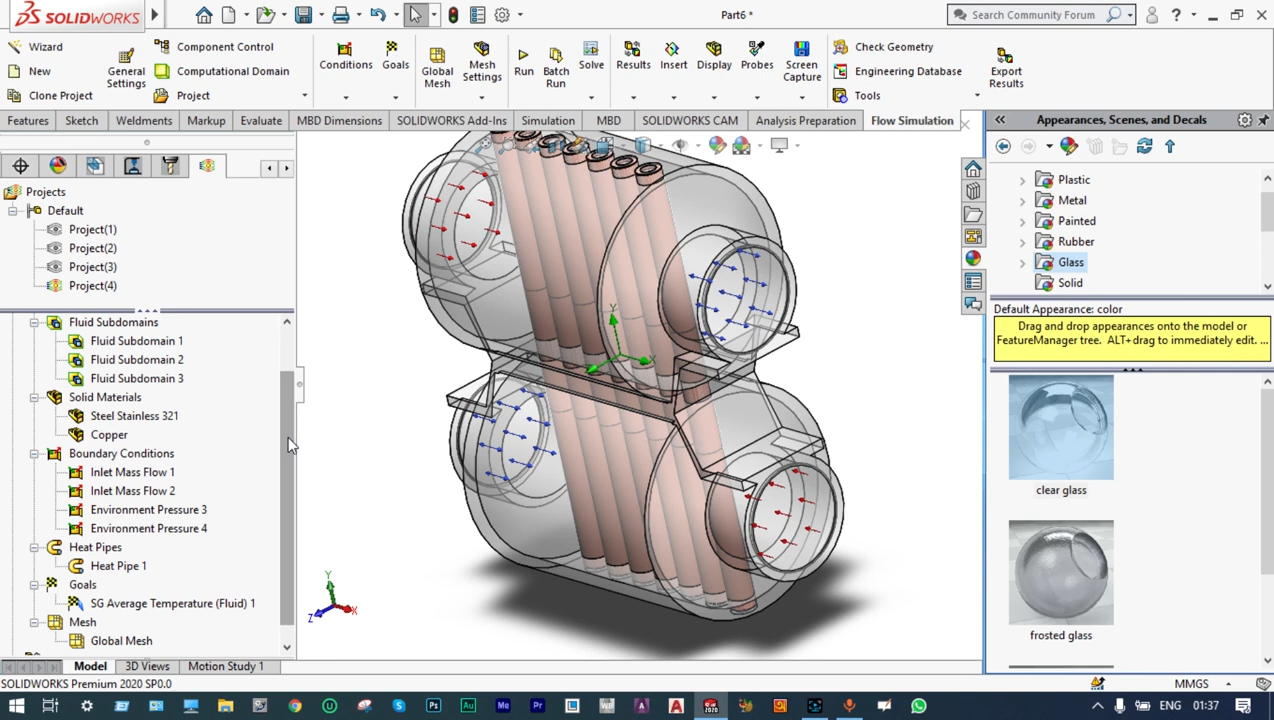 SOLIDWORKS
Part6 *
Search Community Forum
Wizard
New
Clone Project
General Settings
Component Control
Computational Domain
Project
Conditions
Goals
Global Mesh
Mesh Settings
Run
Batch Run
Solve
Results
Insert
Display
Probes
Screen Capture
Check Geometry
Engineering Database
Tools
Export Results
Features
Sketch
Weldments
Markup
Evaluate
MBD Dimensions
SOLIDWORKS Add-Ins
Simulation
MBD
SOLIDWORKS CAM
Analysis Preparation
Flow Simulation
Projects
Default
Project(1)
Project(2)
Project(3)
Project(4)
Fluid Subdomains
Fluid Subdomain 1
Fluid Subdomain 2
Fluid Subdomain 3
Solid Materials
Steel Stainless 321
Copper
Boundary Conditions
Inlet Mass Flow 1
Inlet Mass Flow 2
Environment Pressure 3
Environment Pressure 4
Heat Pipes
Heat Pipe 1
Goals
SG Average Temperature (Fluid) 1
Mesh
Global Mesh
Y
X
Y
Z
X
Appearances, Scenes, and Decals
Plastic
Metal
Painted
Rubber
Glass
Solid
Default Appearance: color
Drag and drop appearances onto the model or
FeatureManager tree. ALT+drag to immediately edit. ...
clear glass
frosted glass
Model
3D Views
Motion Study 1
SOLIDWORKS Premium 2020 SP0.0
MMGS
ENG
01:37